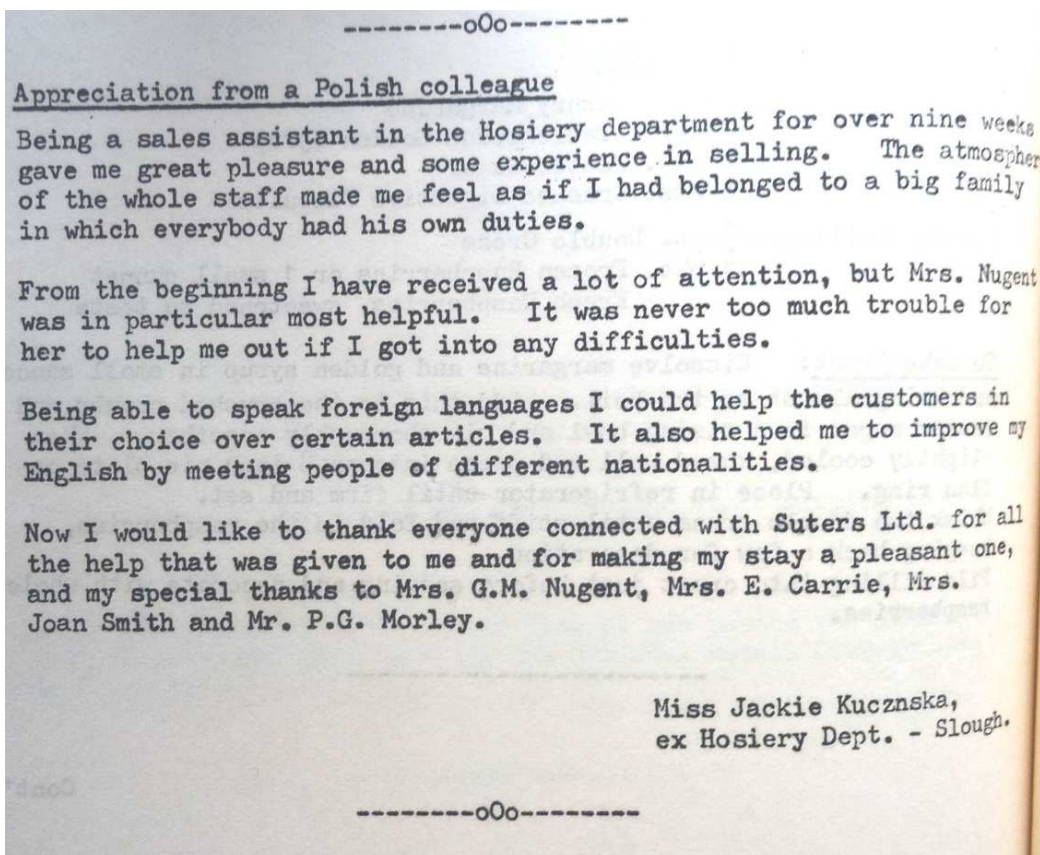 --------oOo--------
Appreciation from a Polish colleague
Being a sales assistant in the Hosiery department for over nine weeks
gave me great pleasure and some experience in selling. The atmospher
of the whole staff made me feel as if I had belonged to a big family
in which everybody had his own duties.
From the beginning I have received a lot of attention, but Mrs. Nugent
was in particular most helpful. It was never too much trouble for
her to help me out if I got into any difficulties.
Being able to speak foreign languages I could help the customers in
their choice over certain articles. It also helped me to improve my
English by meeting people of different nationalities.
Now I would like to thank everyone connected with Suters Ltd. for all
the help that was given to me and for making my stay a pleasant one,
and my special thanks to Mrs. G.M. Nugent, Mrs. E. Carrie, Mrs.
Joan Smith and Mr. P.G. Morley.
Miss Jackie Kucznska,
ex Hosiery Dept. - Slough.
--------oOo--------